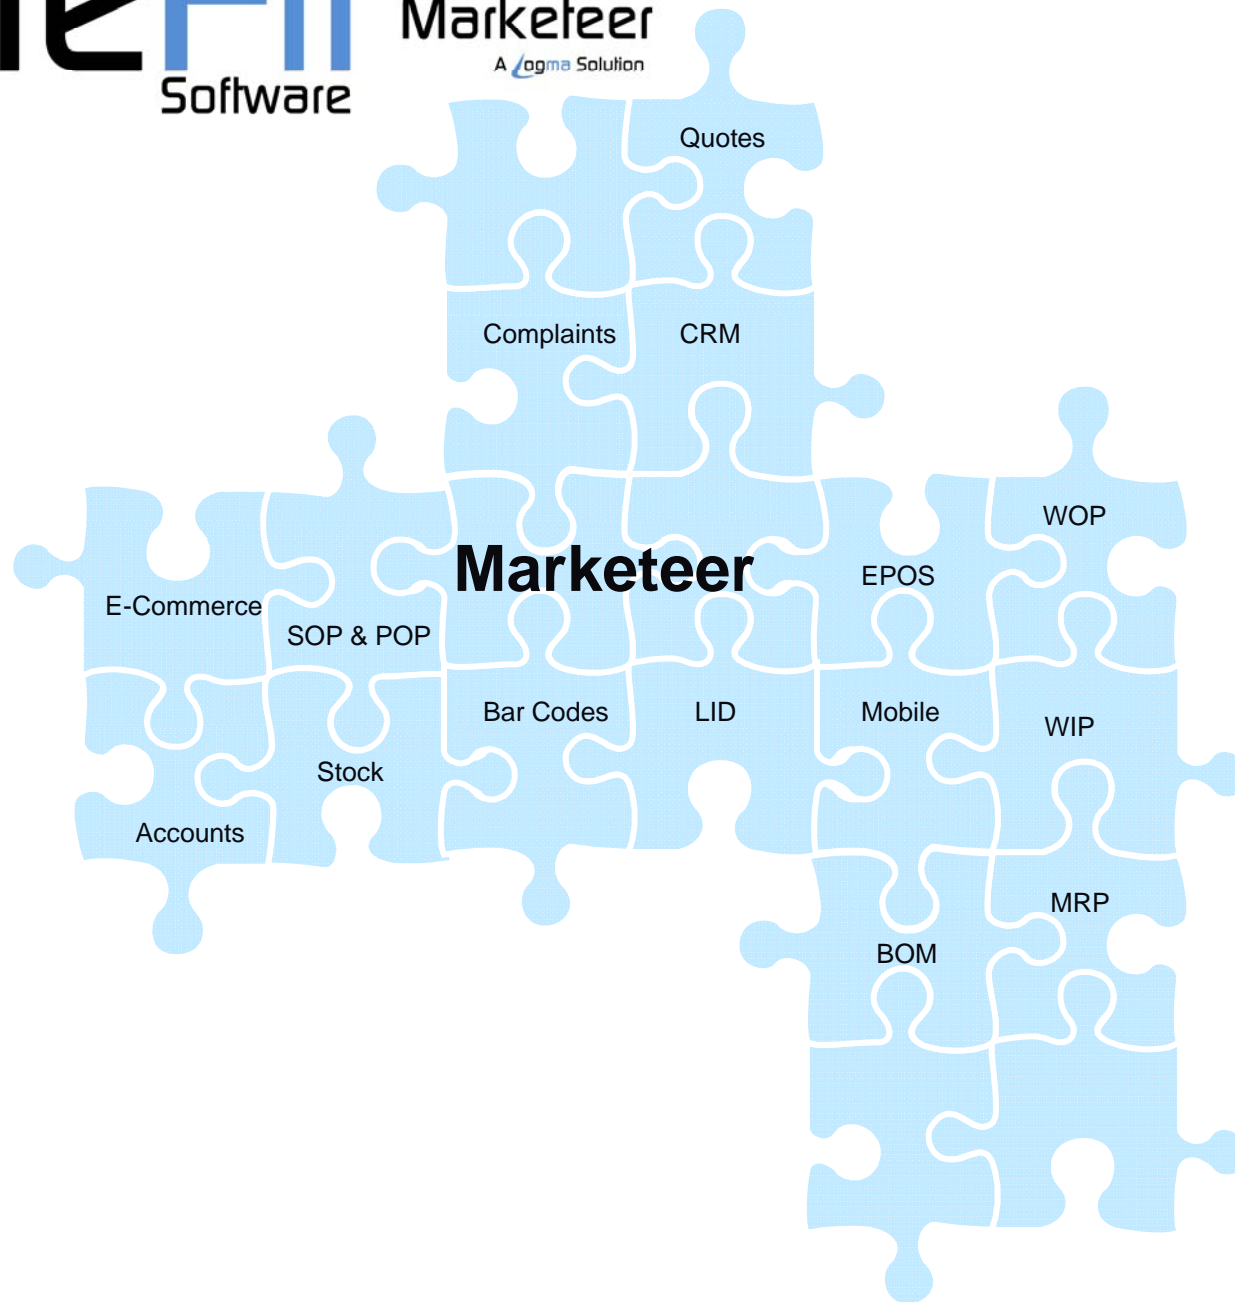 Marketeer
A Logma Solution
Software
Quotes
Complaints
CRM
WOP
Marketeer
EPOS
E-Commerce
SOP & POP
Bar Codes
LID
Mobile
WIP
Stock
Accounts
MRP
BOM